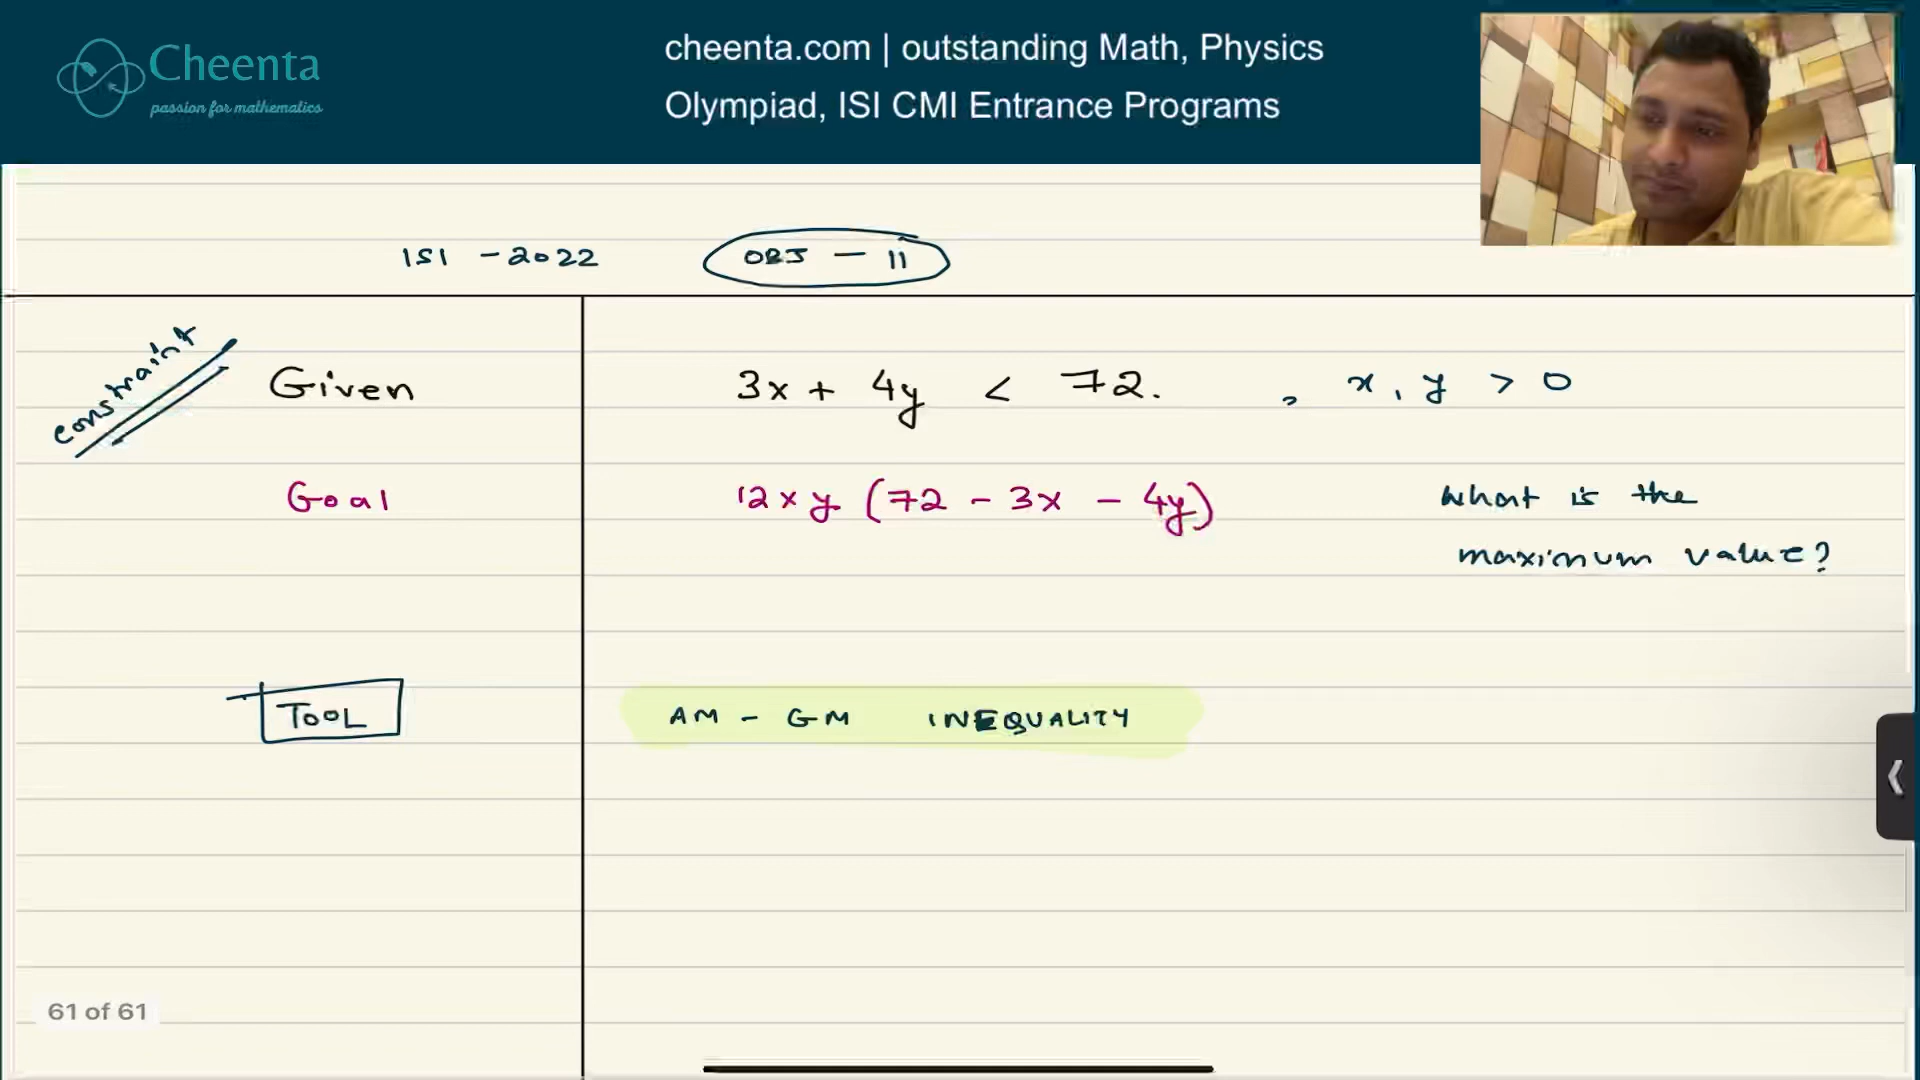 Cheenta
passion for mathematics
cheenta.com | outstanding Math, Physics
Olympiad, ISI CMI Entrance Programs
ISI - 2022 OBJ - 11
constraint
Given 3x + 4y < 72. , x, y > 0
Goal 12xy (72 - 3x - 4y) What is the
maximum value?
TOOL AM - GM INEQUALITY
61 of 61